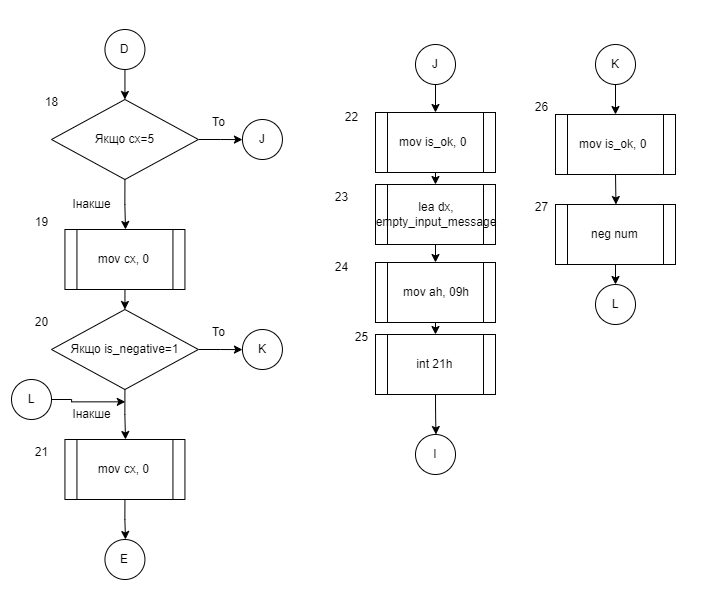 D
18
Якщо cx=5
То
J
Інакше
19
mov cx, 0
20
Якщо is_negative=1
То
K
L
Інакше
21
mov cx, 0
E
J
22
mov is_ok, 0
23
lea dx,
empty_input_message
24
mov ah, 09h
25
int 21h
I
K
26
mov is_ok, 0
27
neg num
L